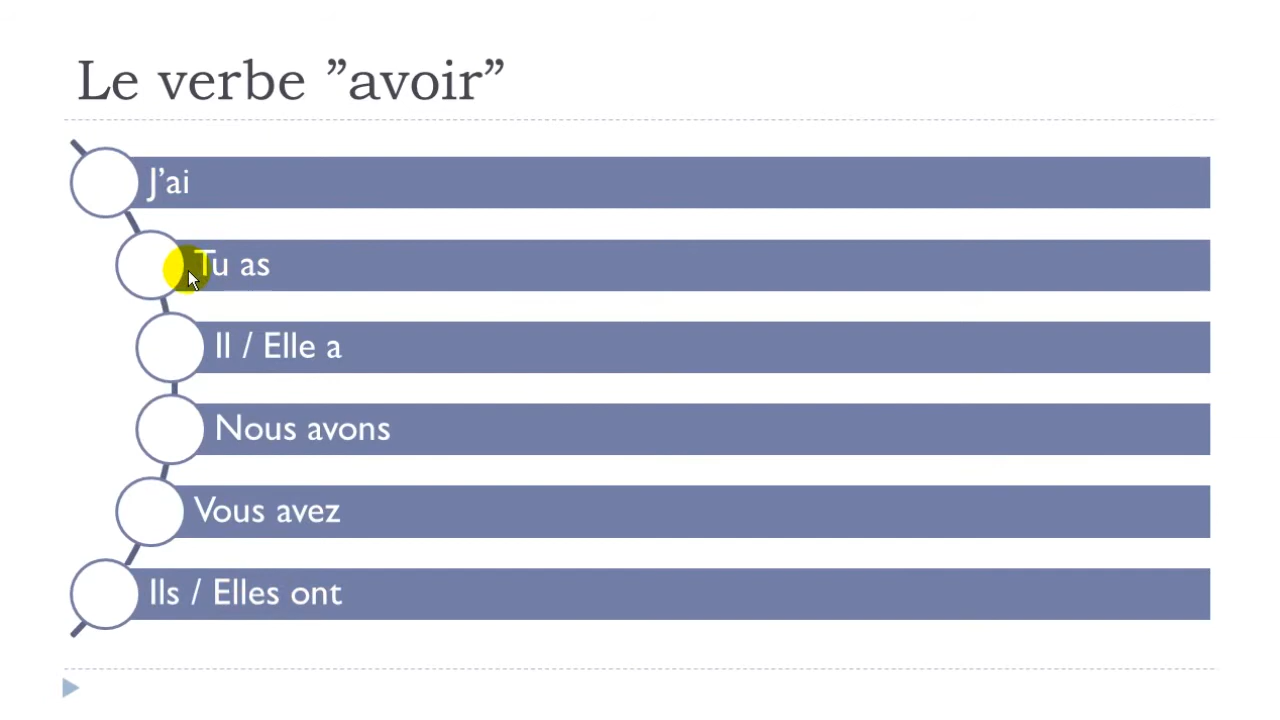 Le verbe ”avoir”
J’ai
Tu as
Il / Elle a
Nous avons
Vous avez
Ils / Elles ont